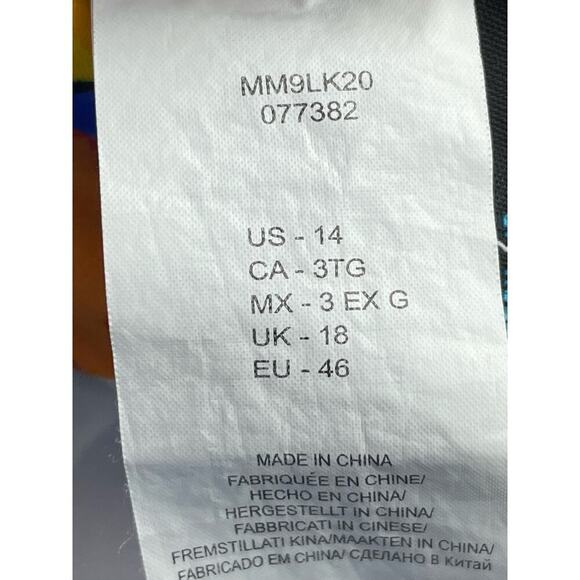 MM9LK20
077382
US - 14
CA - 3TG
MX - 3 EX G
UK - 18
EU - 46
MADE IN CHINA
FABRIQUÉE EN CHINE/
HECHO EN CHINA/
HERGESTELLT IN CHINA/
FABBRICATI IN CINESE/
FREMSTILLATI KINA/MAAKTEN IN CHINA/
FABRICADO EM CHINA/ СДЕЛАНО В Китай